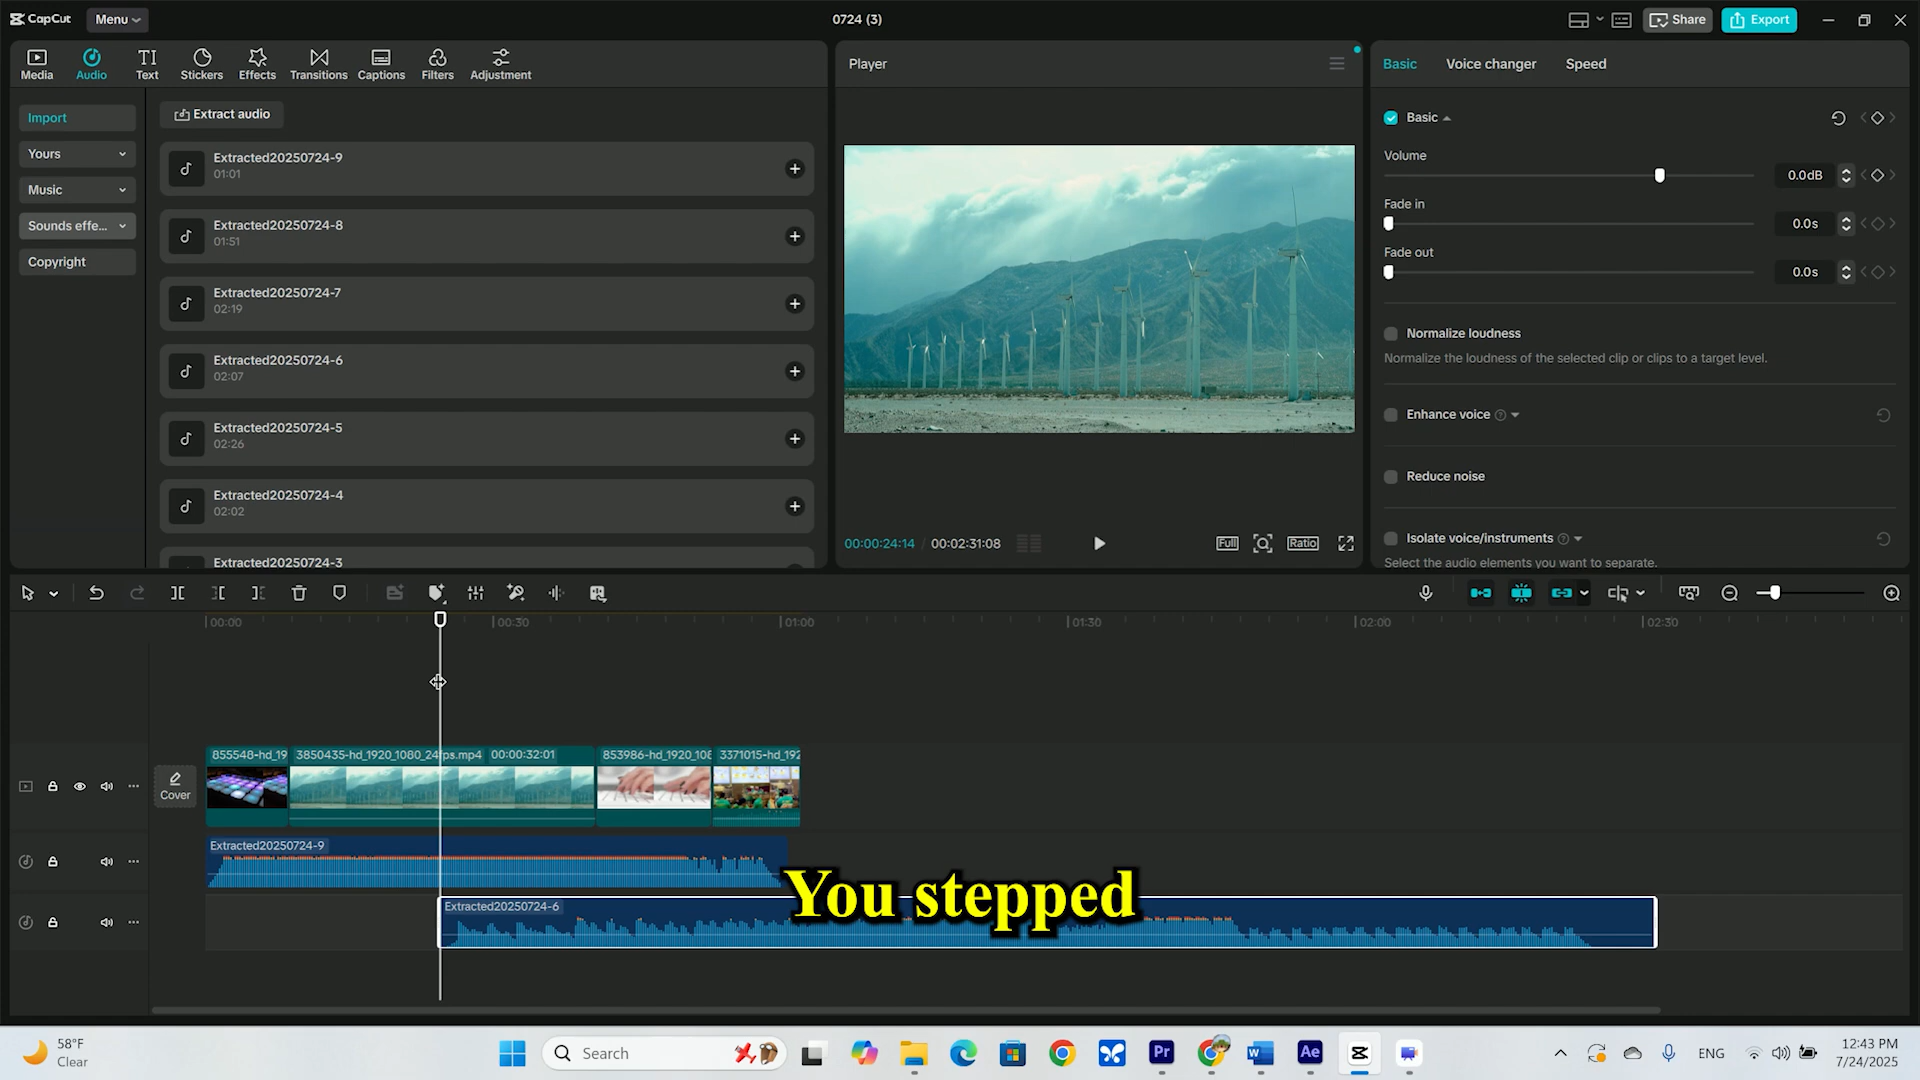 CapCut
Menu
0724 (3)
Share
Export
Media
Audio
Text
Stickers
Effects
Transitions
Captions
Filters
Adjustment
Player
Basic
Voice changer
Speed
Import
Yours
Music
Sounds effe...
Copyright
Extract audio
Extracted20250724-9
01:01
Extracted20250724-8
01:51
Extracted20250724-7
02:19
Extracted20250724-6
02:07
Extracted20250724-5
02:26
Extracted20250724-4
02:02
Extracted20250724-3
00:00:24:14 / 00:02:31:08
Full
Ratio
Basic
Volume
0.0dB
Fade in
0.0s
Fade out
0.0s
Normalize loudness
Normalize the loudness of the selected clip or clips to a target level.
Enhance voice
Reduce noise
Isolate voice/instruments
Select the audio elements you want to separate.
00:00
00:30
01:00
01:30
02:00
02:30
Cover
855548-hd_19
3850435-hd_1920_1080_24fps.mp4 00:00:32:01
853986-hd_1920_108
3371015-hd_192
Extracted20250724-9
Extracted20250724-6
You stepped
58°F
Clear
Search
Pr
Ae
ENG
12:43 PM
7/24/2025